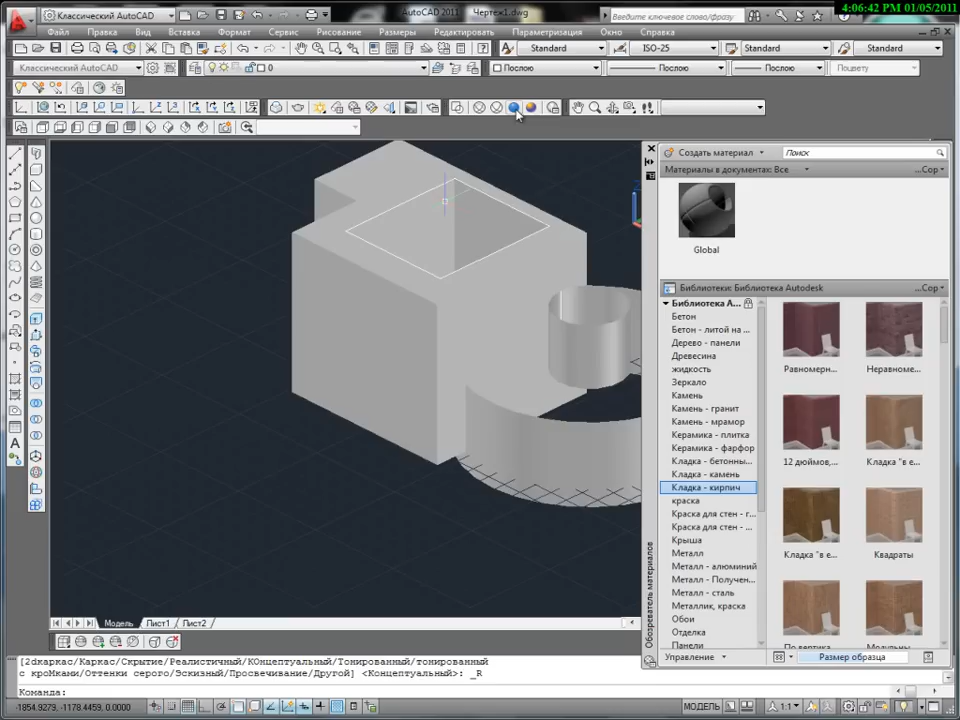 4:06:42 PM 01/05/2011
Классический AutoCAD
AutoCAD 2011 Чертеж1.dwg
Введите ключевое слово/фразу
Файл Правка Вид Вставка Формат Сервис Рисование Размеры Редактировать Параметризация Окно Справка
Standard ISO-25 Standard Standard
Классический AutoCAD 0 Послою Послою Послою Поцвету
Создать материал Поиск
Материалы в документах: Все ...Сор
Global
Библиотеки: Библиотека Autodesk ...Сор
Библиотека A...
Бетон
Бетон - литой на ...
Дерево - панели
Древесина
жидкость
Зеркало
Камень
Камень - гранит
Камень - мрамор
Керамика - плитка
Керамика - фарфор
Кладка - бетонны...
Кладка - камень
Кладка - кирпич
краска
Краска для стен - г...
Краска для стен - ...
Крыша
Металл
Металл - алюминий
Металл - Получен...
Металл - сталь
Металлик, краска
Обои
Отделка
Панели
Равномерн... Неравноме...
12 дюймов,... Кладка "в е...
Кладка "в е... Квадраты
По вертика... Модульны...
Обозреватель материалов
Управление Размер образца
Модель Лист1 Лист2
[2dкаркас/Каркас/Скрытие/Реалистичный/КОнцептуальный/Тонированный/тонированный
с кроМками/Оттенки серого/Эскизный/Просвечивание/Другой] <Концептуальный>: _R
Команда:
-1854.9279, -1178.4459, 0.0000 МОДЕЛЬ 1:1